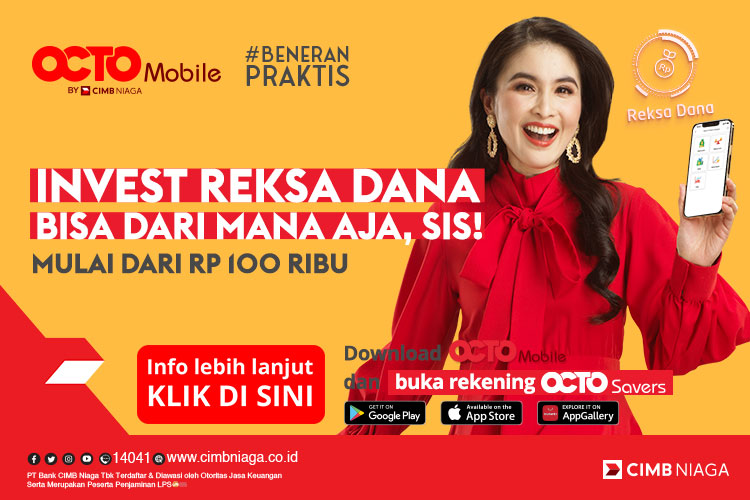 OCTO Mobile
BY CIMB NIAGA
#BENERAN
PRAKTIS
Rp
Reksa Dana
INVEST REKSA DANA
BISA DARI MANA AJA, SIS!
MULAI DARI RP 100 RIBU
Info lebih lanjut
KLIK DI SINI
Download OCTO Mobile
dan buka rekening OCTO Savers
GET IT ON
Google Play
Available on the
App Store
EXPLORE IT ON
AppGallery
14041 www.cimbniaga.co.id
PT Bank CIMB Niaga Tbk Terdaftar & Diawasi oleh Otoritas Jasa Keuangan
Serta Merupakan Peserta Penjaminan LPS
CIMB NIAGA